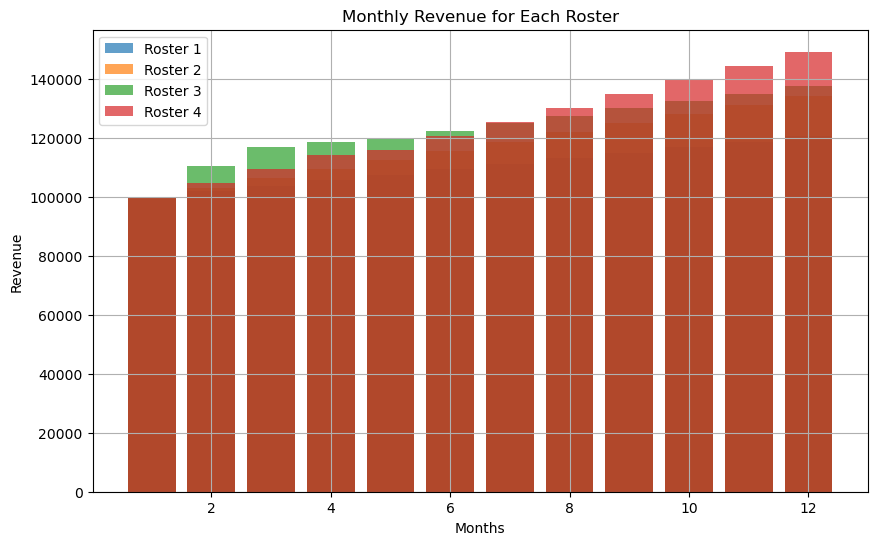 Monthly Revenue for Each Roster
Roster 1
Roster 2
Roster 3
Roster 4
Revenue
140000
120000
100000
80000
60000
40000
20000
0
2 4 6 8 10 12
Months